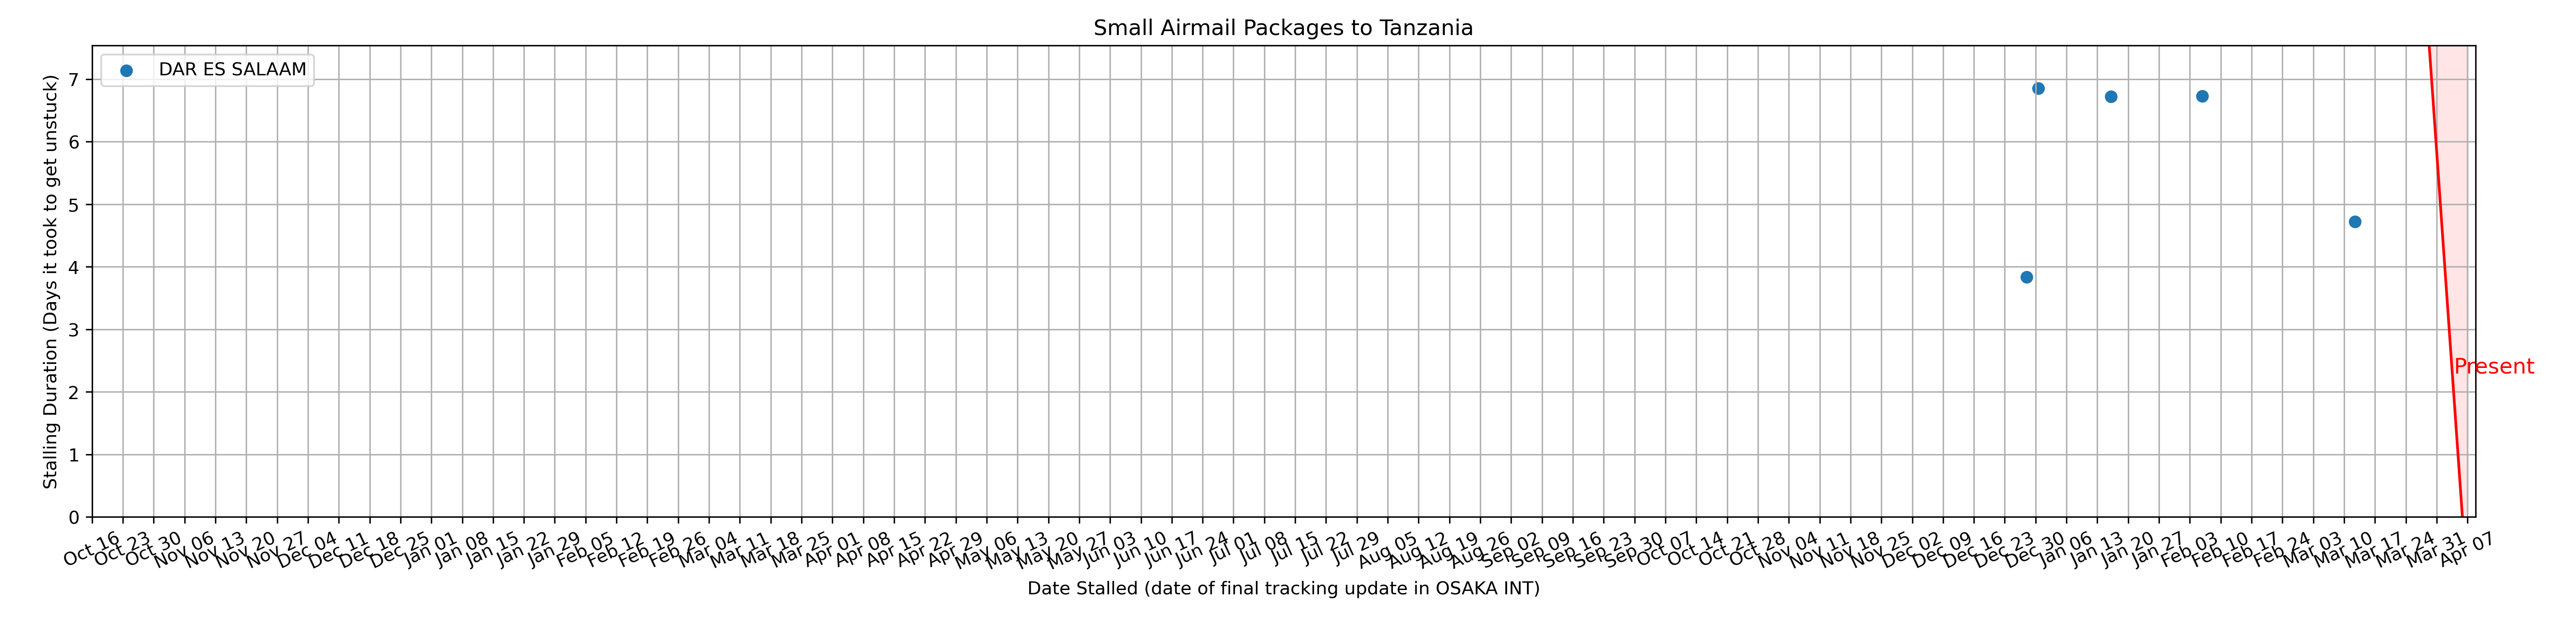 Small Airmail Packages to Tanzania
DAR ES SALAAM
Stalling Duration (Days it took to get unstuck)
7
6
5
4
3
2
1
0
Present
Oct 16
Oct 23
Oct 30
Nov 06
Nov 13
Nov 20
Nov 27
Dec 04
Dec 11
Dec 18
Dec 25
Jan 01
Jan 08
Jan 15
Jan 22
Jan 29
Feb 05
Feb 12
Feb 19
Feb 26
Mar 04
Mar 11
Mar 18
Mar 25
Apr 01
Apr 08
Apr 15
Apr 22
Apr 29
May 06
May 13
May 20
May 27
Jun 03
Jun 10
Jun 17
Jun 24
Jul 01
Jul 08
Jul 15
Jul 22
Jul 29
Aug 05
Aug 12
Aug 19
Aug 26
Sep 02
Sep 09
Sep 16
Sep 23
Sep 30
Oct 07
Oct 14
Oct 21
Oct 28
Nov 04
Nov 11
Nov 18
Nov 25
Dec 02
Dec 09
Dec 16
Dec 23
Dec 30
Jan 06
Jan 13
Jan 20
Jan 27
Feb 03
Feb 10
Feb 17
Feb 24
Mar 03
Mar 10
Mar 17
Mar 24
Mar 31
Apr 07
Date Stalled (date of final tracking update in OSAKA INT)